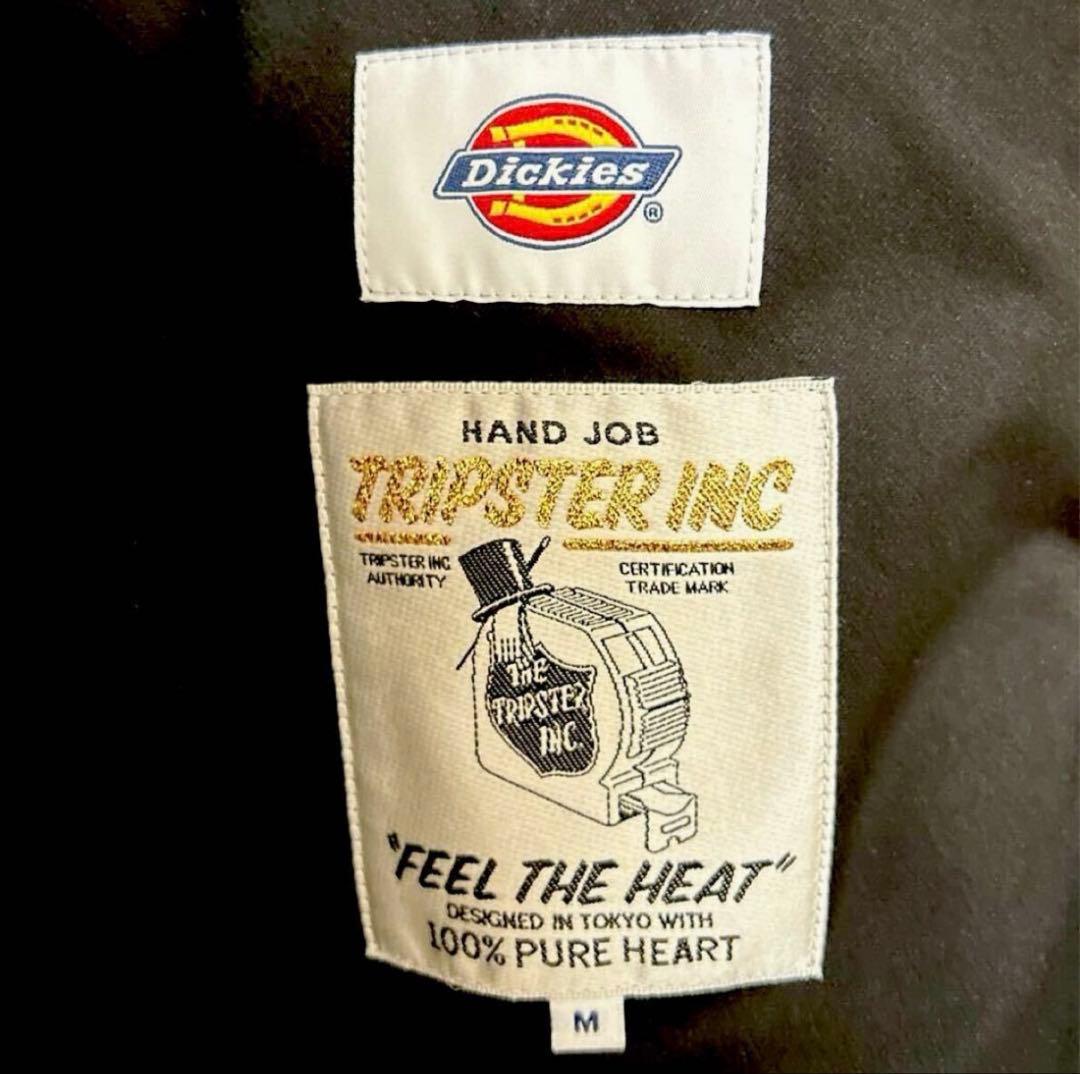 Dickies
®
HAND JOB
TRIPSTER INC
TRIPSTER INC
AUTHORITY
CERTIFICATION
TRADE MARK
THE
TRIPSTER
INC.
"FEEL THE HEAT"
DESIGNED IN TOKYO WITH
100% PURE HEART
M